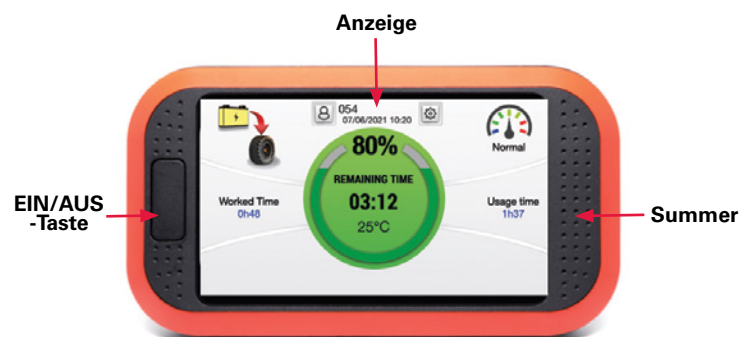 Anzeige
054
07/06/2021 10:20
80%
Normal
REMAINING TIME
03:12
25°C
Worked Time
0h48
Usage time
1h37
EIN/AUS
-Taste
Summer